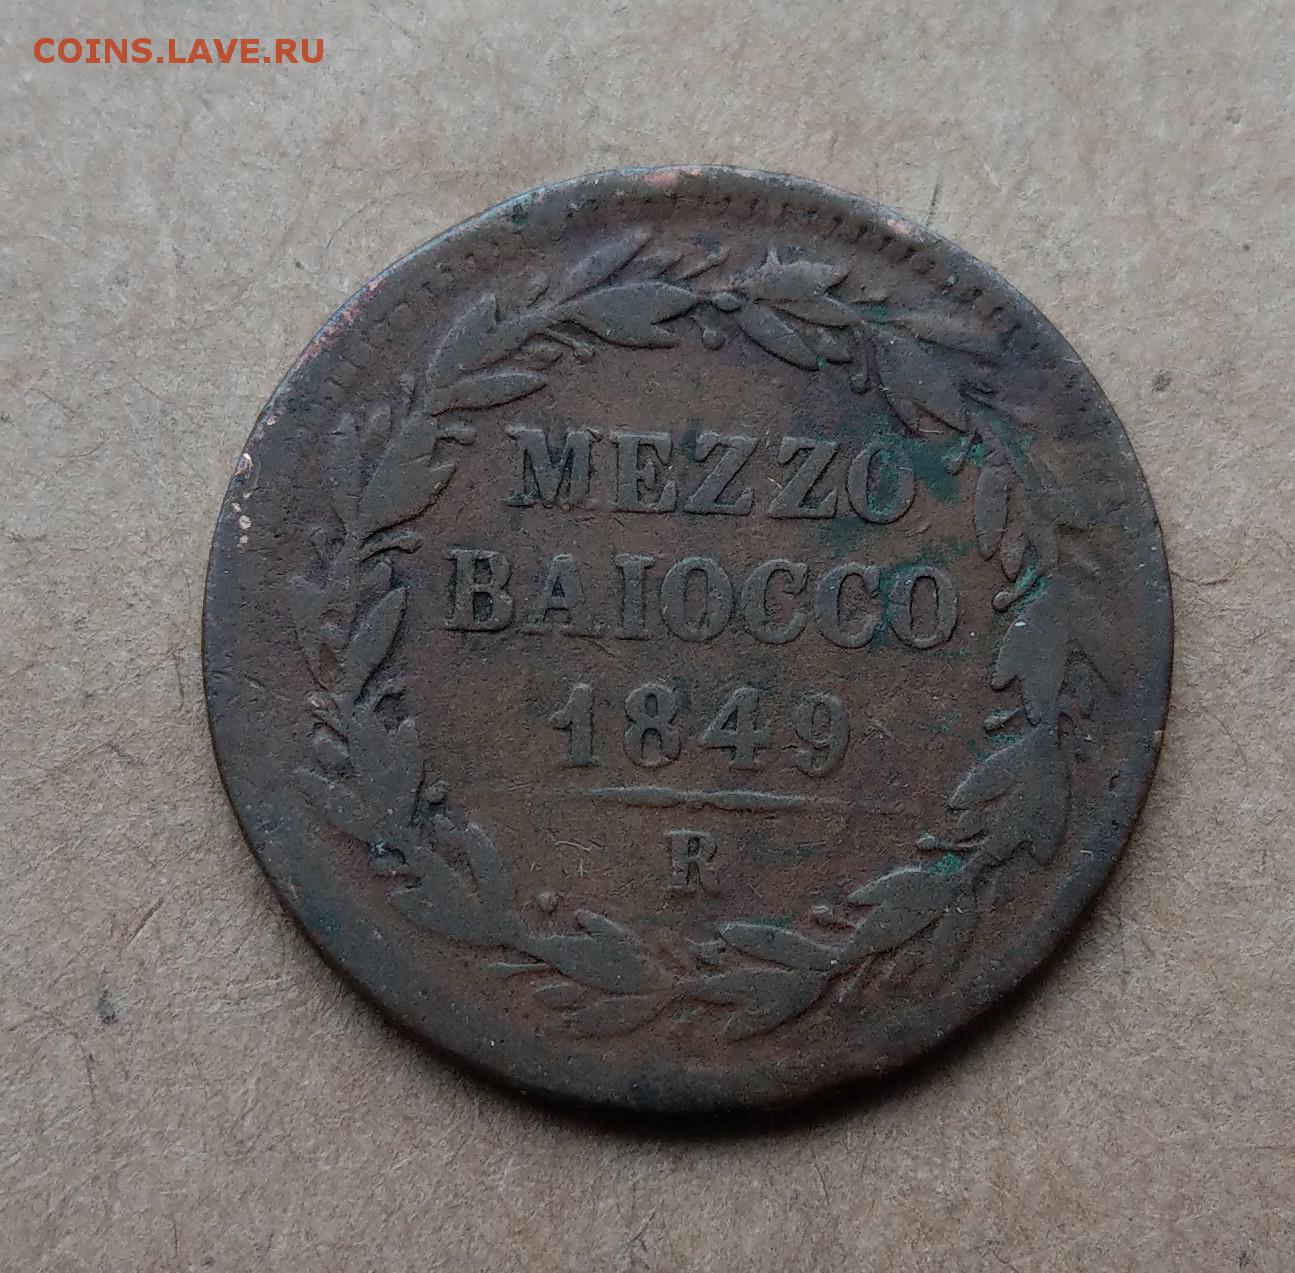 COINS.LAVE.RU
MEZZO
BAIOCCO
1849
R